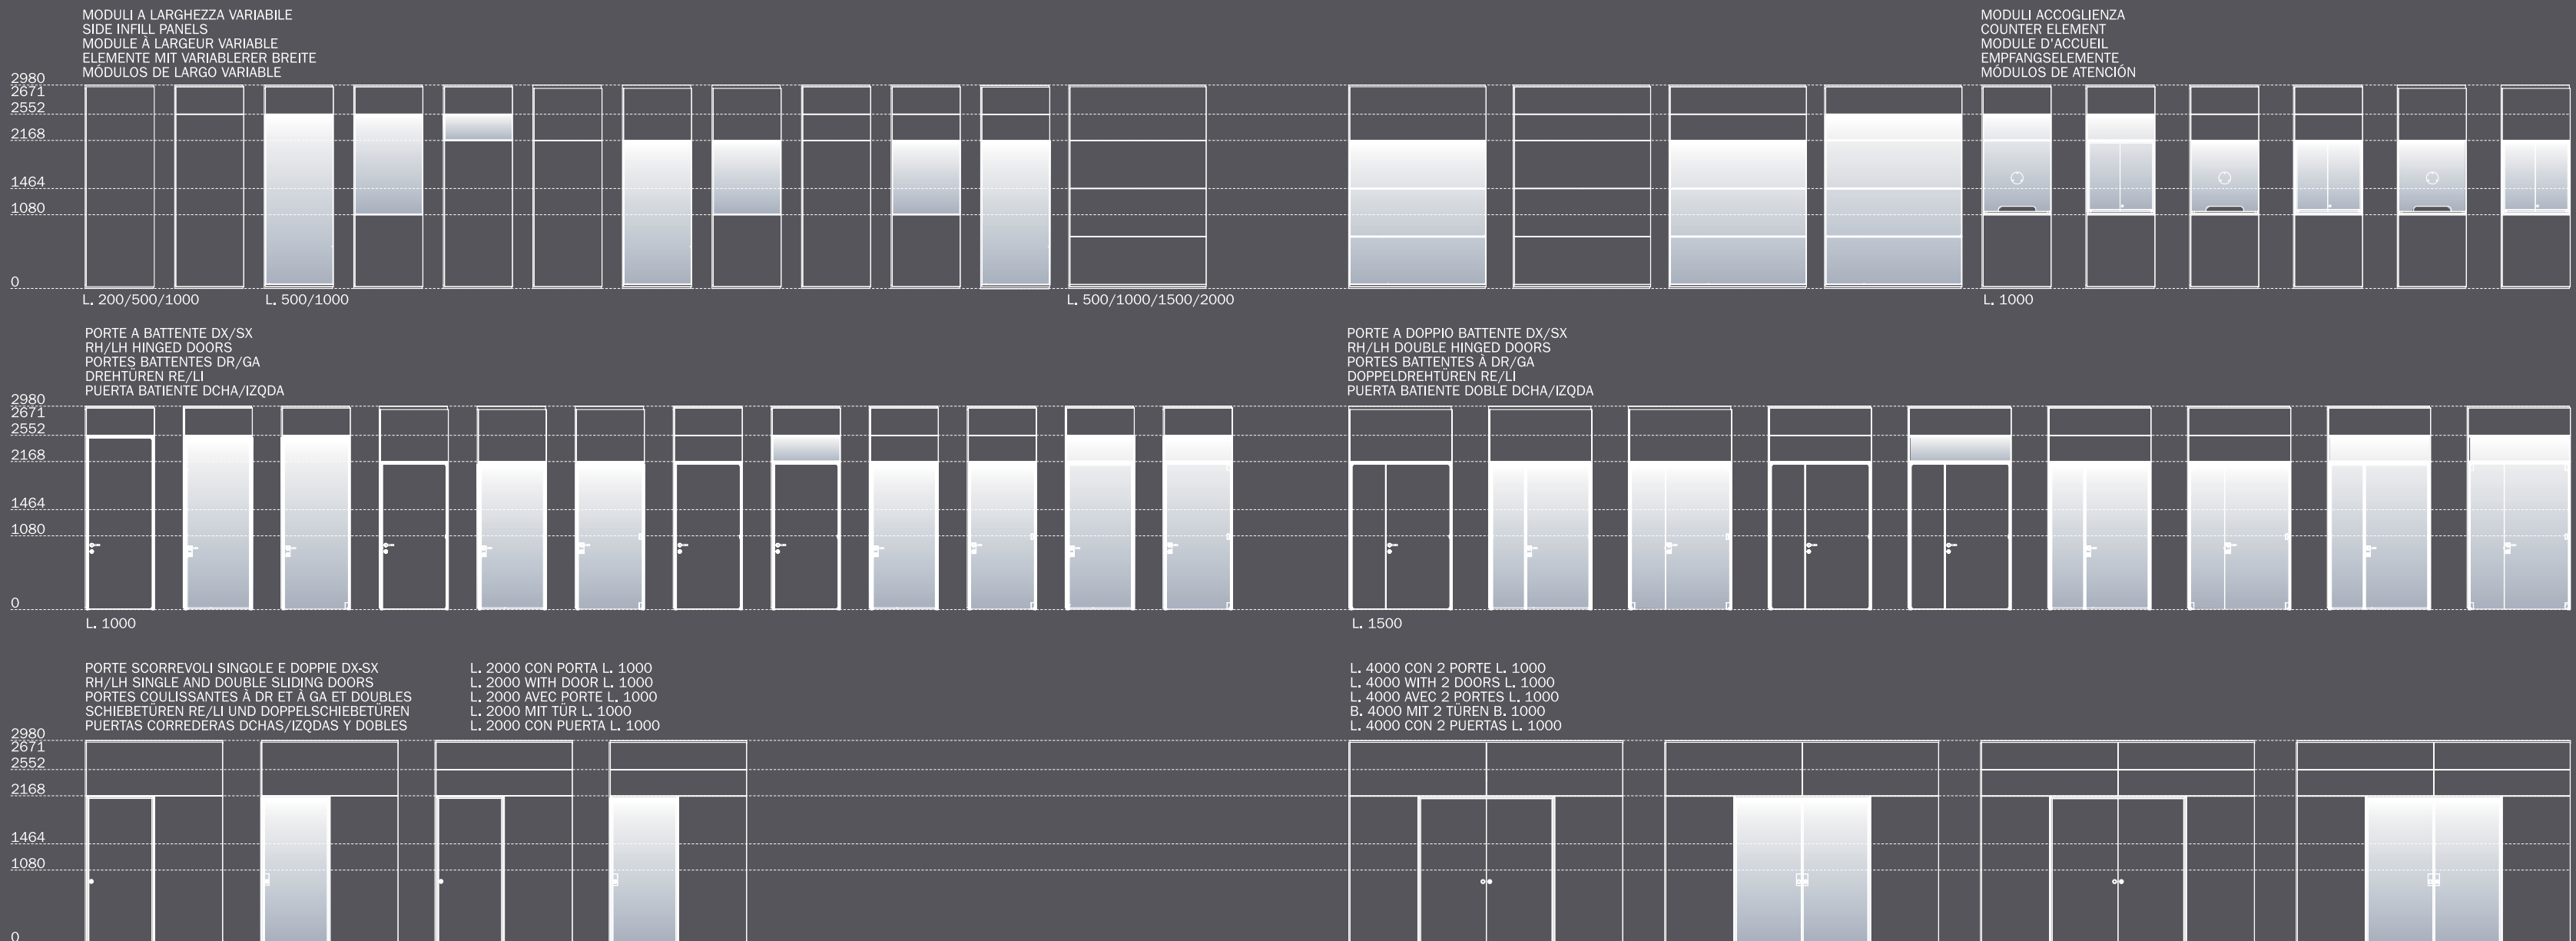 MODULI A LARGHEZZA VARIABILE
SIDE INFILL PANELS
MODULE À LARGEUR VARIABLE
ELEMENTE MIT VARIABLERER BREITE
MÓDULOS DE LARGO VARIABLE
MODULI ACCOGLIENZA
COUNTER ELEMENT
MODULE D'ACCUEIL
EMPFANGSELEMENTE
MÓDULOS DE ATENCIÓN
2980
2671
2552
2168
1464
1080
0
L. 200/500/1000
L. 500/1000
L. 500/1000/1500/2000
L. 1000
PORTE A BATTENTE DX/SX
RH/LH HINGED DOORS
PORTES BATTENTES DR/GA
DREHTÜREN RE/LI
PUERTA BATIENTE DCHA/IZQDA
PORTE A DOPPIO BATTENTE DX/SX
RH/LH DOUBLE HINGED DOORS
PORTES BATTENTES À DR/GA
DOPPELDREHTÜREN RE/LI
PUERTA BATIENTE DOBLE DCHA/IZQDA
2980
2671
2552
2168
1464
1080
0
L. 1000
L. 1500
PORTE SCORREVOLI SINGOLE E DOPPIE DX-SX
RH/LH SINGLE AND DOUBLE SLIDING DOORS
PORTES COULISSANTES À DR ET À GA ET DOUBLES
SCHIEBETÜREN RE/LI UND DOPPELSCHIEBETÜREN
PUERTAS CORREDERAS DCHAS/IZQDAS Y DOBLES
L. 2000 CON PORTA L. 1000
L. 2000 WITH DOOR L. 1000
L. 2000 AVEC PORTE L. 1000
L. 2000 MIT TÜR L. 1000
L. 2000 CON PUERTA L. 1000
L. 4000 CON 2 PORTE L. 1000
L. 4000 WITH 2 DOORS L. 1000
L. 4000 AVEC 2 PORTES L. 1000
B. 4000 MIT 2 TÜREN B. 1000
L. 4000 CON 2 PUERTAS L. 1000
2980
2671
2552
2168
1464
1080
0